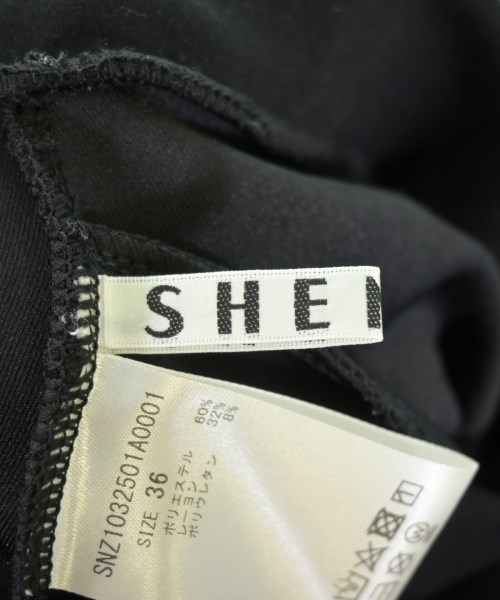 SHE
SNZ1032501A0001
SIZE 36
ポリエステル 60%
レーヨン 32%
ポリウレタン 8%